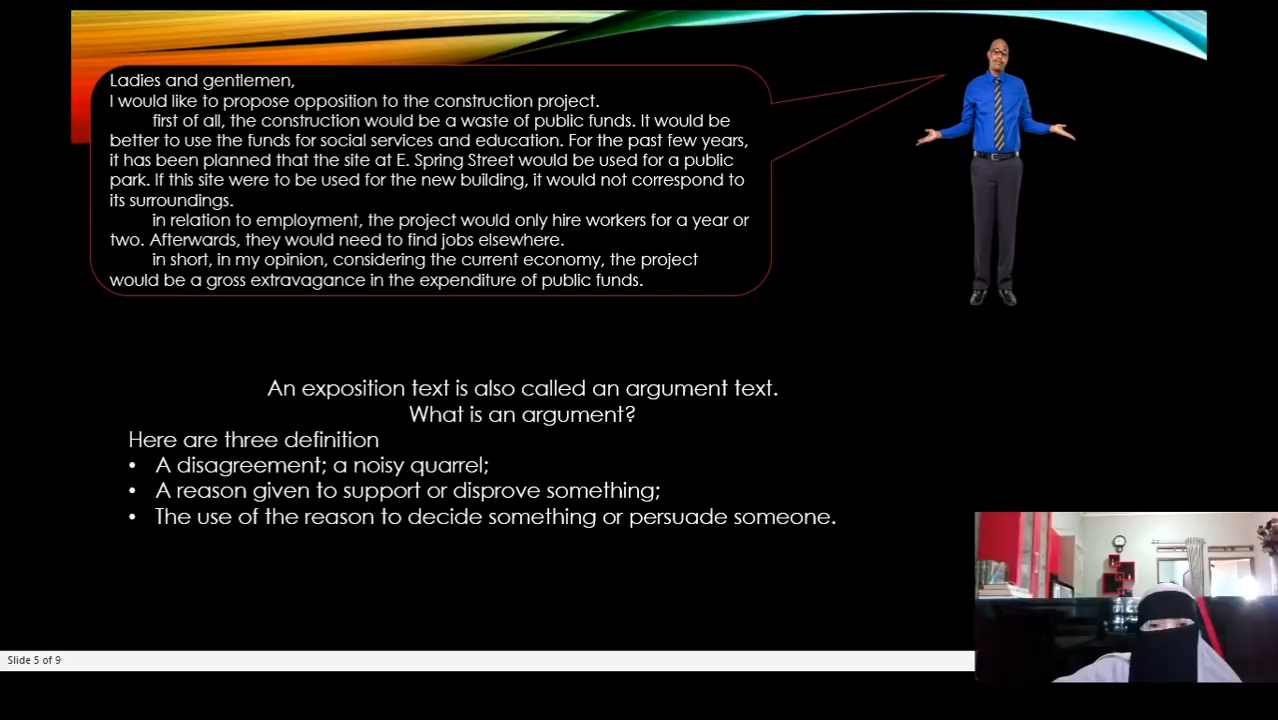 Ladies and gentlemen,
I would like to propose opposition to the construction project.
first of all, the construction would be a waste of public funds. It would be
better to use the funds for social services and education. For the past few years,
it has been planned that the site at E. Spring Street would be used for a public
park. If this site were to be used for the new building, it would not correspond to
its surroundings.
in relation to employment, the project would only hire workers for a year or
two. Afterwards, they would need to find jobs elsewhere.
in short, in my opinion, considering the current economy, the project
would be a gross extravagance in the expenditure of public funds.
An exposition text is also called an argument text.
What is an argument?
Here are three definition
• A disagreement; a noisy quarrel;
• A reason given to support or disprove something;
• The use of the reason to decide something or persuade someone.
Slide 5 of 9